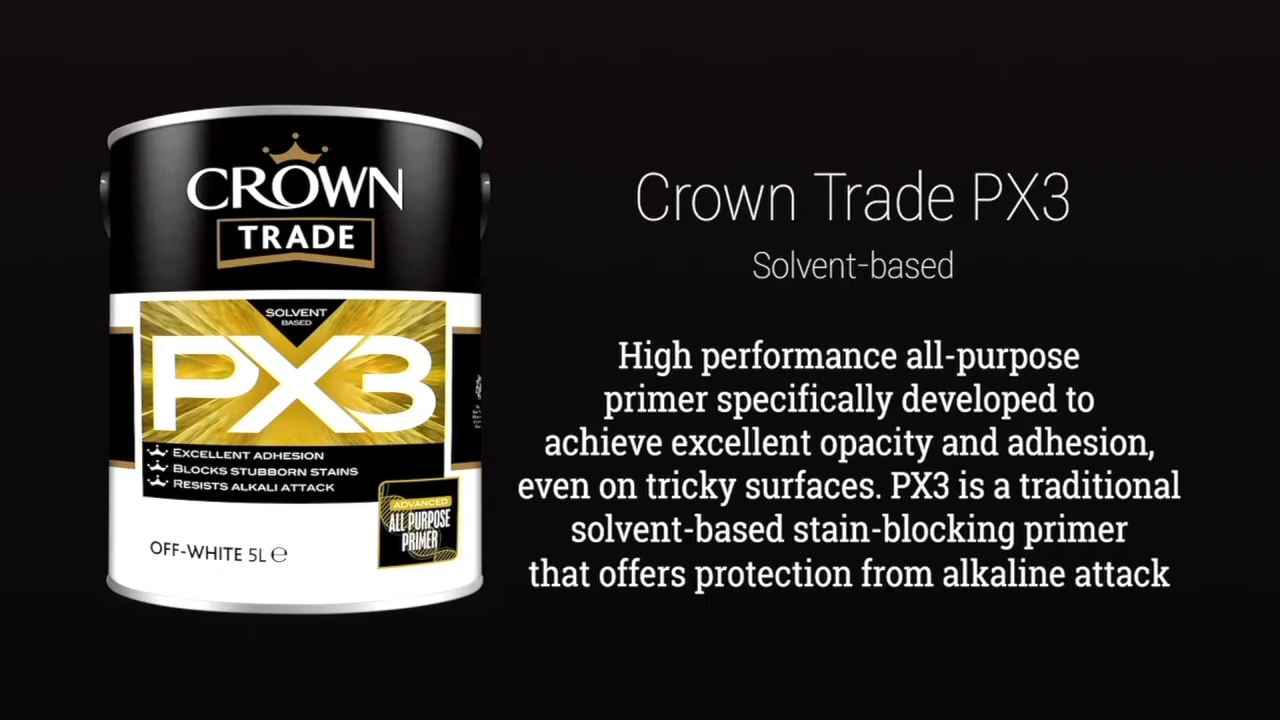 CROWN
TRADE
SOLVENT
BASED
PX3
EXCELLENT ADHESION
BLOCKS STUBBORN STAINS
RESISTS ALKALI ATTACK
ADVANCED
ALL PURPOSE
PRIMER
OFF-WHITE 5L ℮
Crown Trade PX3
Solvent-based
High performance all-purpose
primer specifically developed to
achieve excellent opacity and adhesion,
even on tricky surfaces. PX3 is a traditional
solvent-based stain-blocking primer
that offers protection from alkaline attack